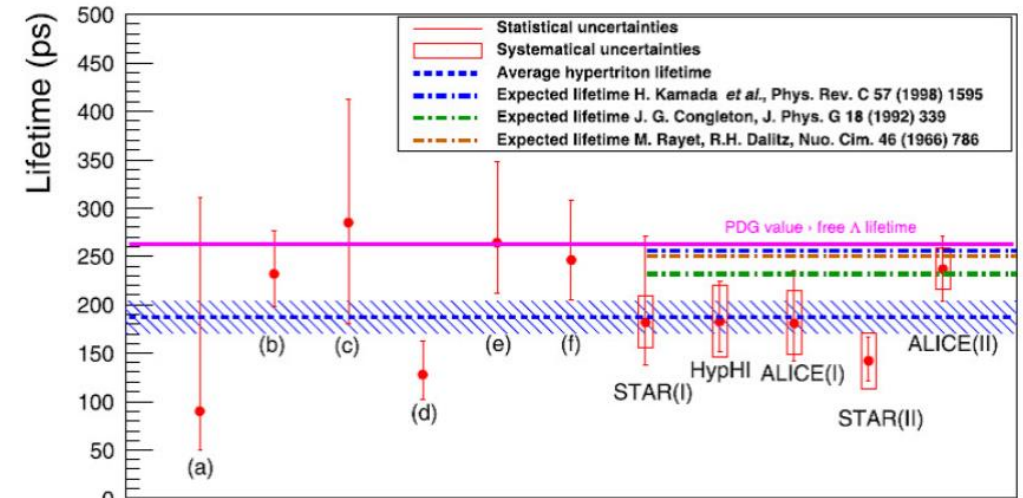 500
450
400
350
300
250
200
150
100
50
0
Lifetime (ps)
Statistical uncertainties
Systematical uncertainties
Average hypertriton lifetime
Expected lifetime H. Kamada et al., Phys. Rev. C 57 (1998) 1595
Expected lifetime J. G. Congleton, J. Phys. G 18 (1992) 339
Expected lifetime M. Rayet, R.H. Dalitz, Nuo. Cim. 46 (1966) 786
PDG value - free Λ lifetime
(a)
(b)
(c)
(d)
(e)
(f)
STAR(I)
HypHI
ALICE(I)
STAR(II)
ALICE(II)